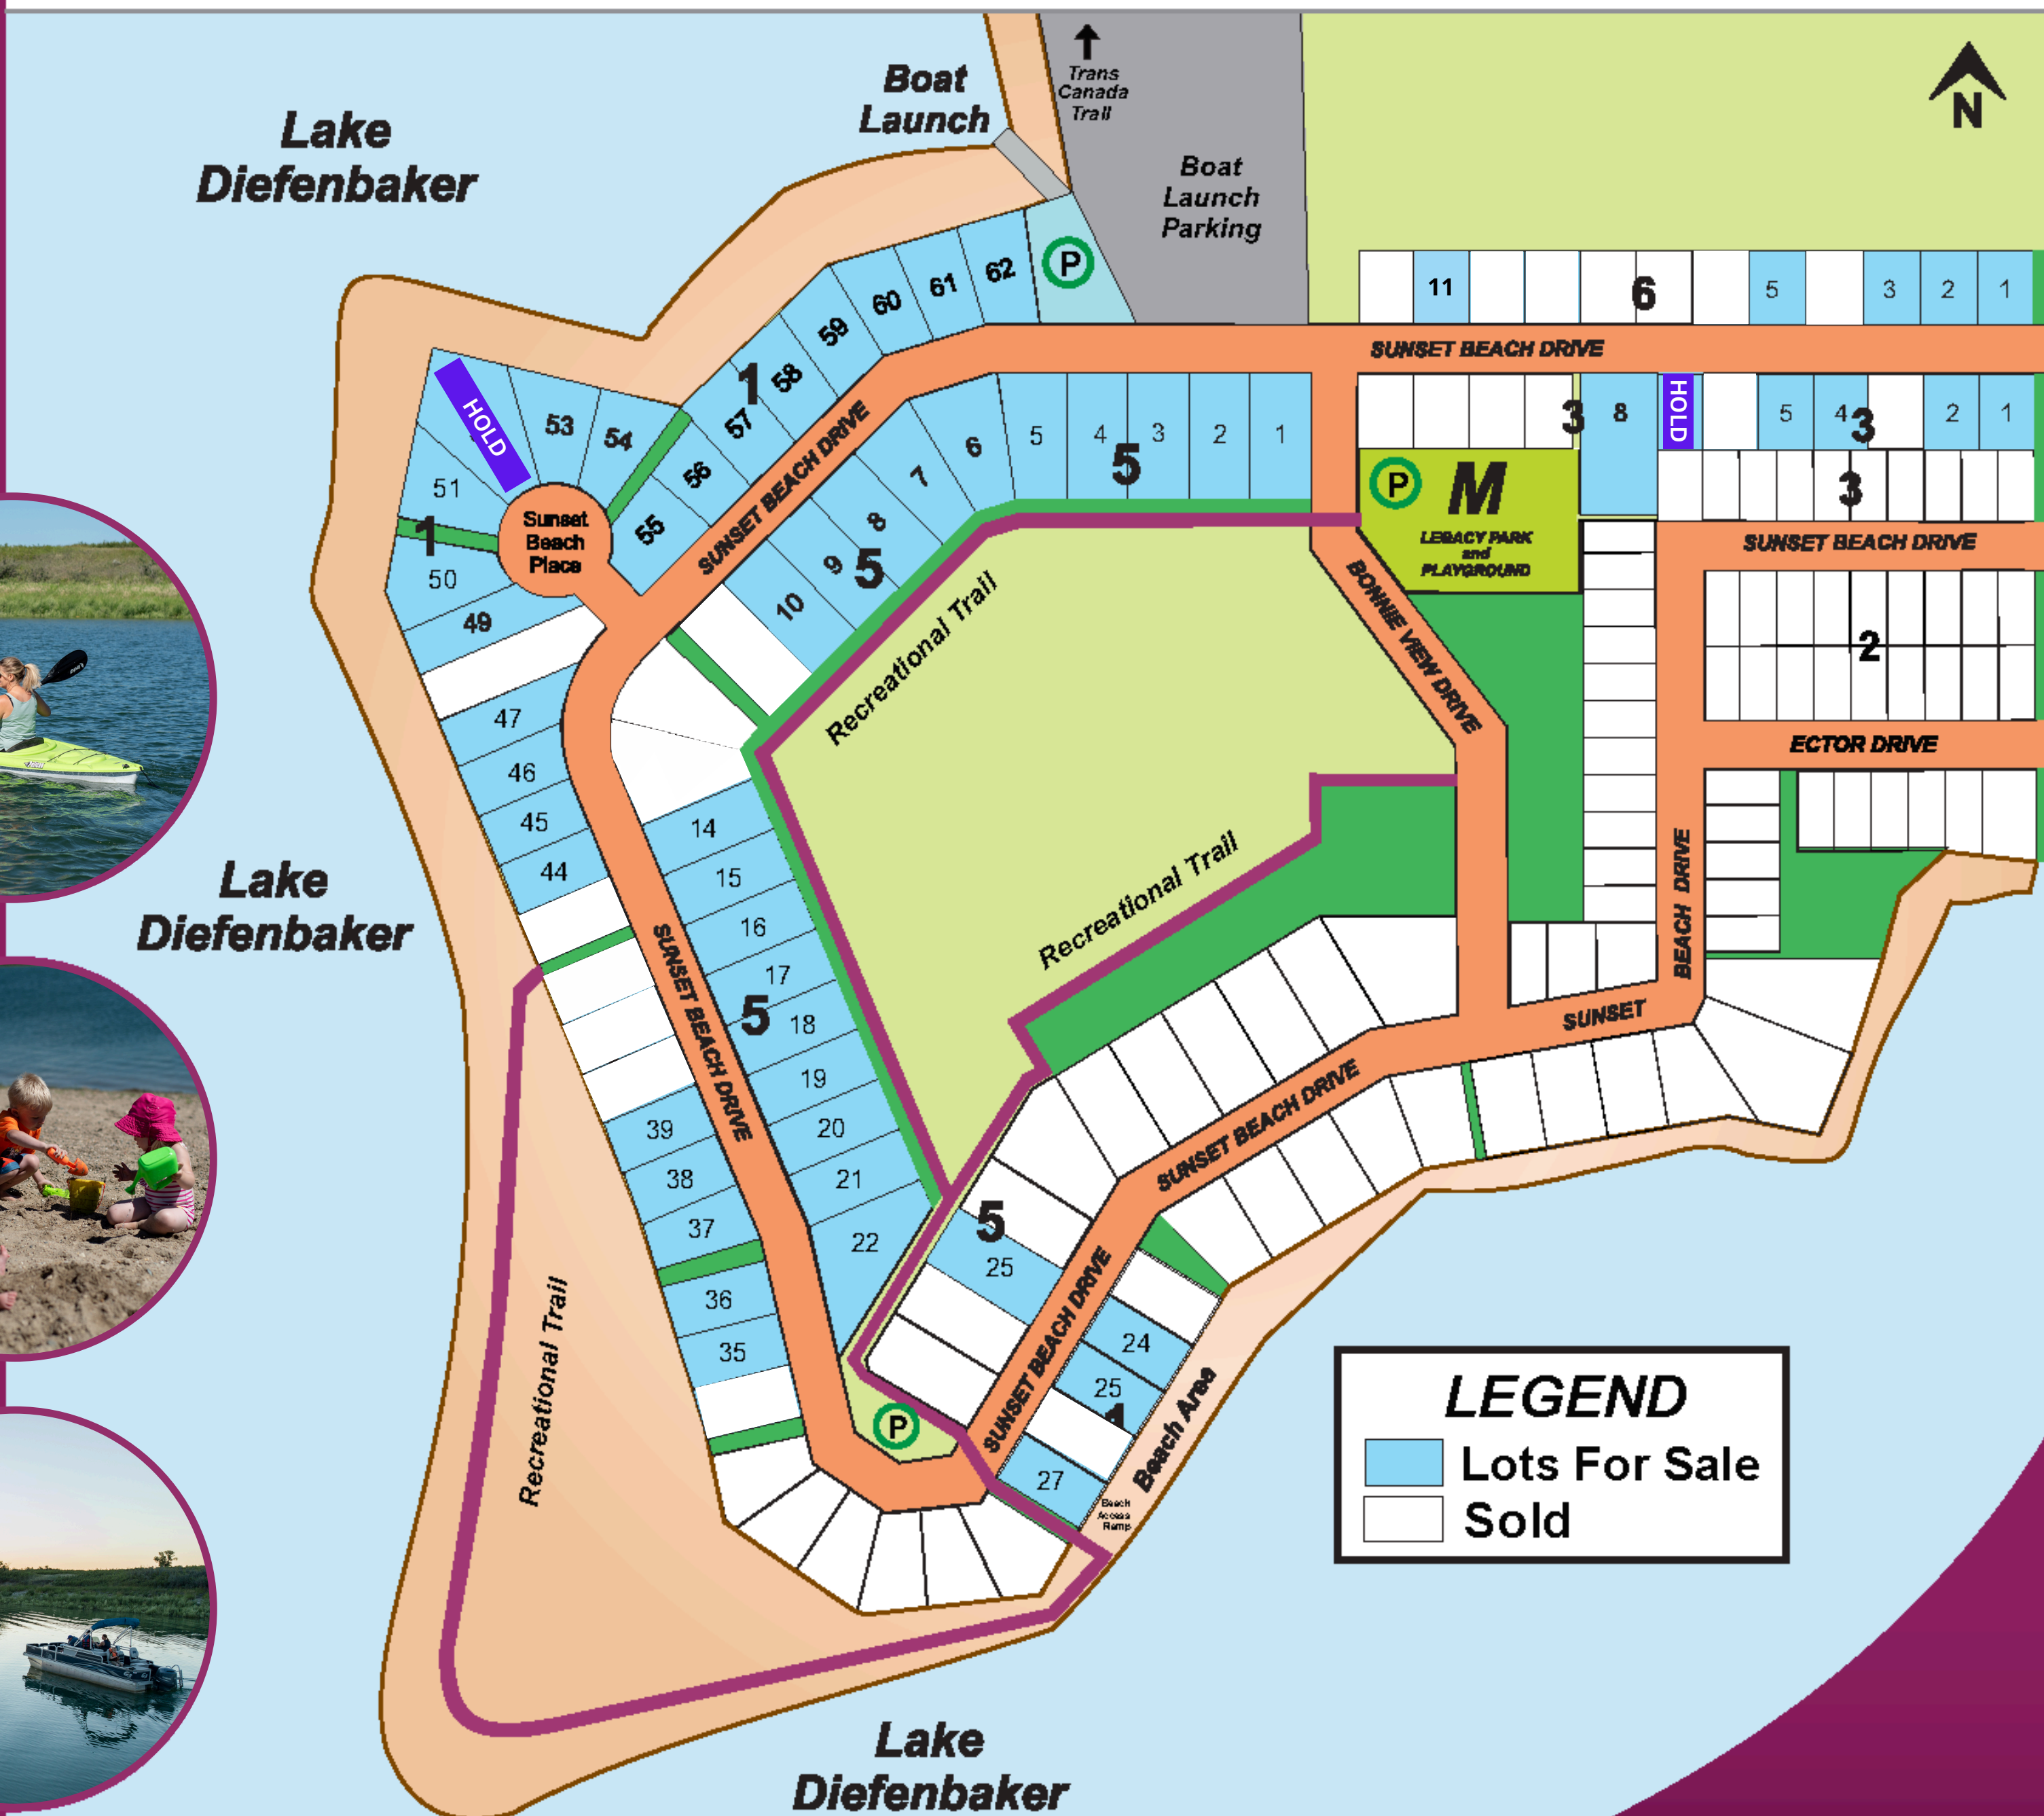 Trans
Canada
Trail
Boat
Launch
N
Lake
Diefenbaker
Boat
Launch
Parking
P
62
61
60
59
58
57
56
55
1
11
6
5
3
2
1
SUNSET BEACH DRIVE
SUNSET BEACH DRIVE
HOLD
53
54
51
1
50
49
Sunset
Beach
Place
5
4
3
2
1
5
6
7
8
9
10
5
3
8
HOLD
5
4
3
2
1
3
P
M
LEGACY PARK
and
PLAYGROUND
SUNSET BEACH DRIVE
2
ECTOR DRIVE
BONNIE VIEW DRIVE
Recreational Trail
47
46
45
44
14
15
16
17
18
19
20
21
22
5
SUNSET BEACH DRIVE
Lake
Diefenbaker
Recreational Trail
BEACH DRIVE
SUNSET
SUNSET BEACH DRIVE
39
38
37
36
35
5
25
SUNSET BEACH DRIVE
24
25
1
27
P
Beach Area
Beach
Access
Ramp
Recreational Trail
LEGEND
Lots For Sale
Sold
Lake
Diefenbaker